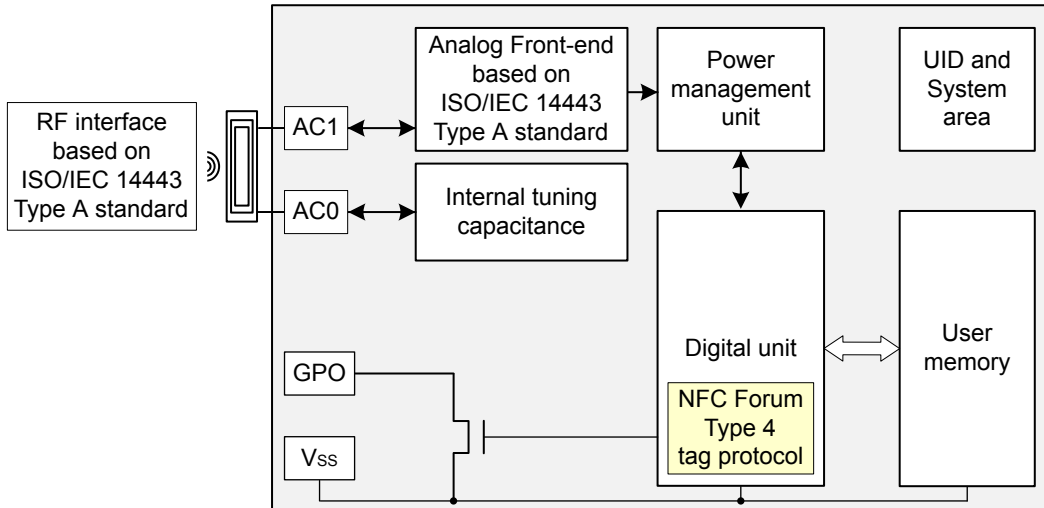 RF interface
based on
ISO/IEC 14443
Type A standard
AC1
AC0
Analog Front-end
based on
ISO/IEC 14443
Type A standard
Internal tuning
capacitance
Power
management
unit
UID and
System
area
GPO
Vss
Digital unit
NFC Forum
Type 4
tag protocol
User
memory